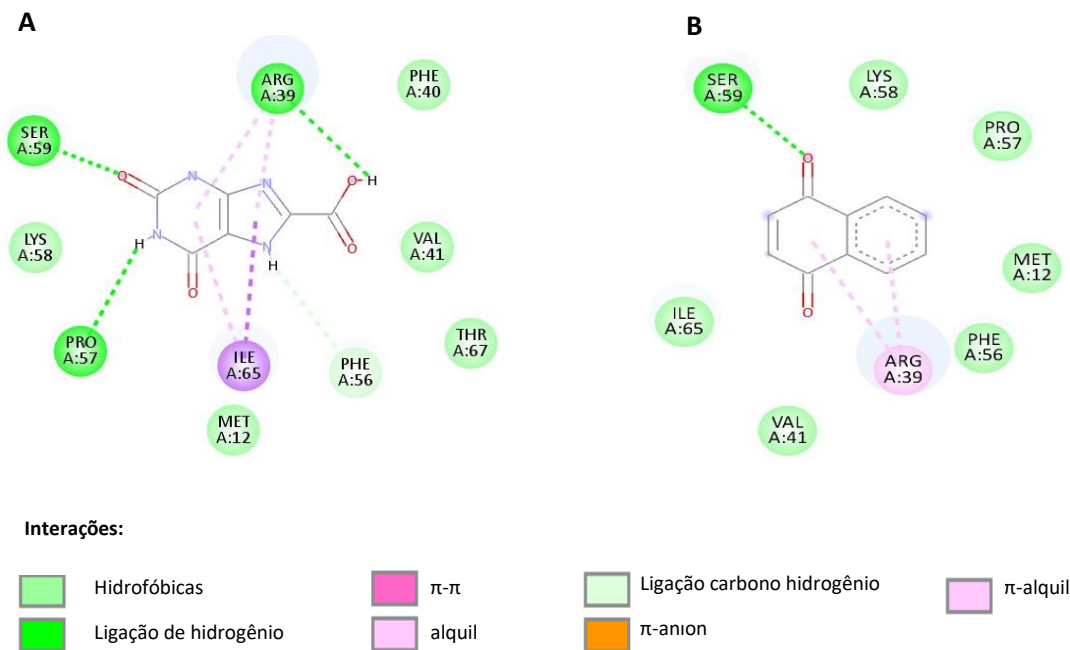 A
ARG
A:39
PHE
A:40
SER
A:59
N
N
O
O
H
LYS
A:58
H
N
O
N
H
O
VAL
A:41
PRO
A:57
ILE
A:65
PHE
A:56
THR
A:67
MET
A:12
B
SER
A:59
LYS
A:58
PRO
A:57
O
MET
A:12
ILE
A:65
O
ARG
A:39
PHE
A:56
VAL
A:41
Interações:
Hidrofóbicas
π-π
Ligação carbono hidrogênio
π-alquil
Ligação de hidrogênio
alquil
π-anıon